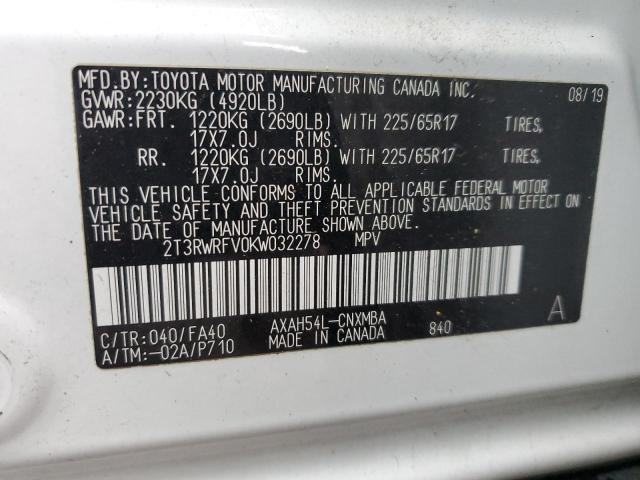 MFD.BY:TOYOTA MOTOR MANUFACTURING CANADA INC. 08/19
GVWR:2230KG (4920LB)
GAWR:FRT. 1220KG (2690LB) WITH 225/65R17 TIRES,
17X7.0J RIMS.
RR. 1220KG (2690LB) WITH 225/65R17 TIRES,
17X7.0J RIMS.
THIS VEHICLE CONFORMS TO ALL APPLICABLE FEDERAL MOTOR
VEHICLE SAFETY AND THEFT PREVENTION STANDARDS IN EFFECT ON
THE DATE OF MANUFACTURE SHOWN ABOVE.
2T3RWRFV0KW032278 MPV
C/TR:040/FA40 AXAH54L-CNXMBA 840 A
A/TM:-02A/P710 MADE IN CANADA